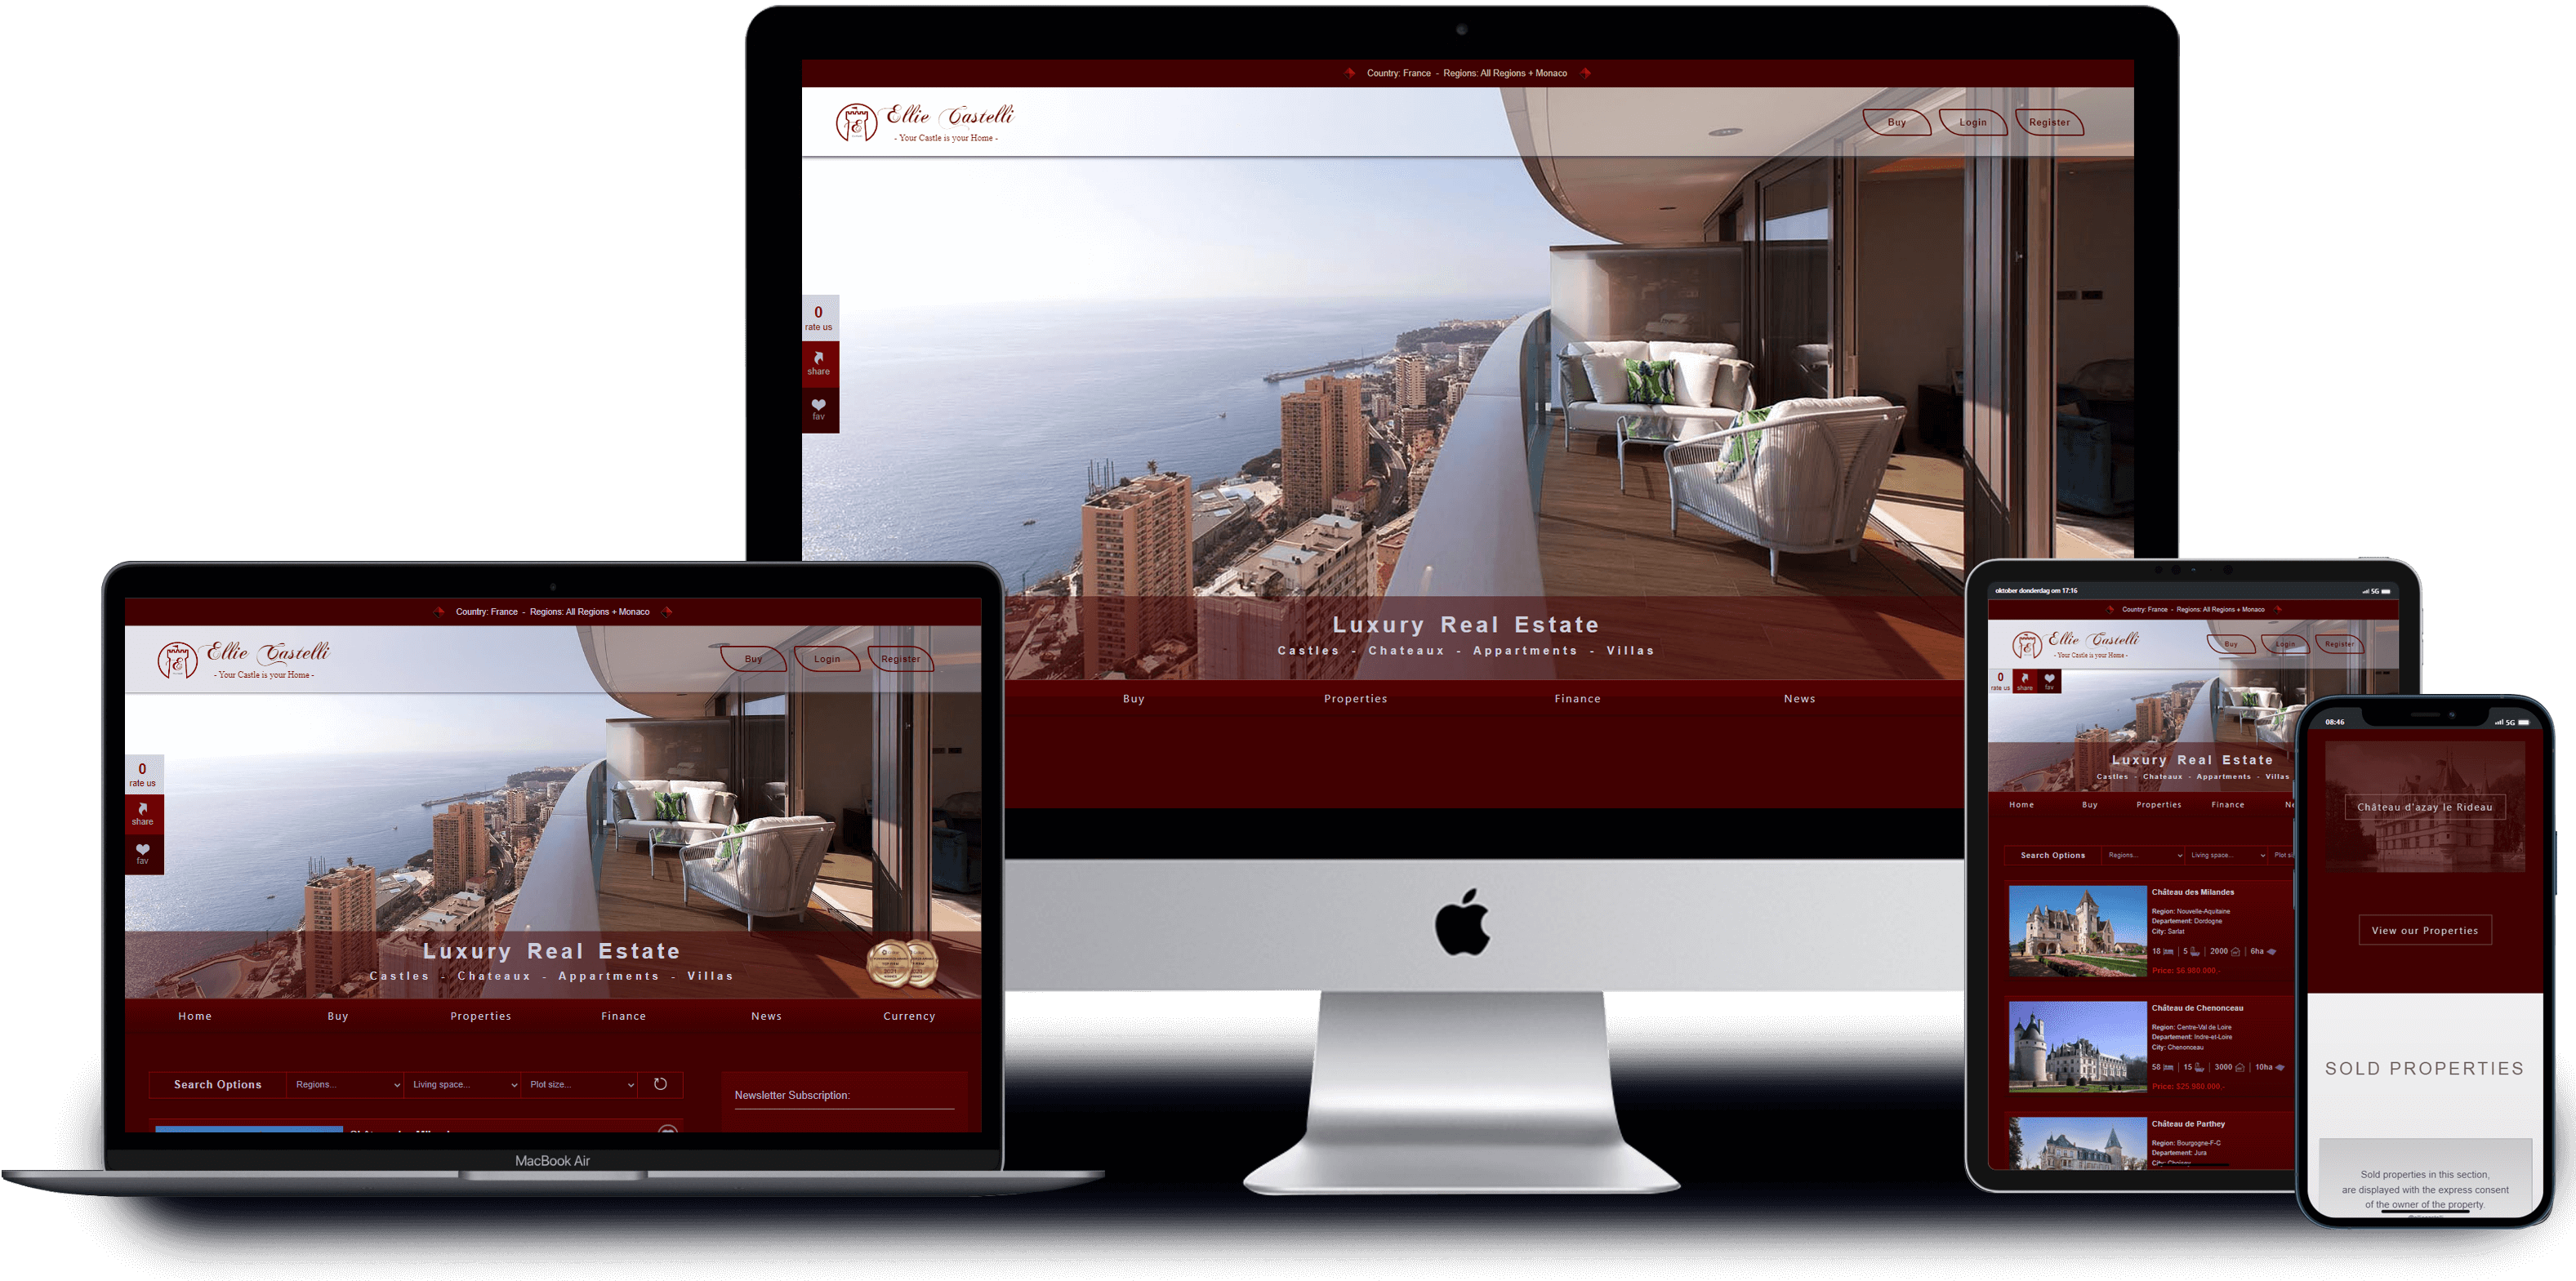 Country: France - Regions: All Regions + Monaco
Ellie Castelli
- Your Castle is your Home -
Buy
Login
Register
0
rate us
share
fav
Luxury Real Estate
Castles - Chateaux - Appartments - Villas
Buy
Properties
Finance
News
Country: France - Regions: All Regions + Monaco
Ellie Castelli
- Your Castle is your Home -
Buy
Login
Register
0
rate us
share
fav
Luxury Real Estate
Castles - Chateaux - Appartments - Villas
2021
2020
Home
Buy
Properties
Finance
News
Currency
Search Options
Regions...
Living space...
Plot size...
Newsletter Subscription:
MacBook Air
oktober donderdag om 17:16
5G
Country: France - Regions: All Regions + Monaco
Ellie Castelli
- Your Castle is your Home -
Buy
Login
Register
0
rate us
share
fav
Luxury Real Estate
Castles - Chateaux - Appartments - Villas
Home
Buy
Properties
Finance
Ne
Search Options
Regions...
Living space...
Plot si
Château des Milandes
Region: Nouvelle-Aquitaine
Departement: Dordogne
City: Sarlat
18 | 5 | 2000 | 6ha
Price: $6.900.000,-
Château de Chenonceau
Region: Centre-Val de Loire
Departement: Indre-et-Loire
City: Chenonceau
58 | 15 | 3000 | 10ha
Price: $25.900.000,-
Château de Parthey
Region: Bourgogne-F-C
Departement: Jura
City: Choisey
08:46
5G
Château d'azay le Rideau
View our Properties
SOLD PROPERTIES
Sold properties in this section,
are displayed with the express consent
of the owner of the property.